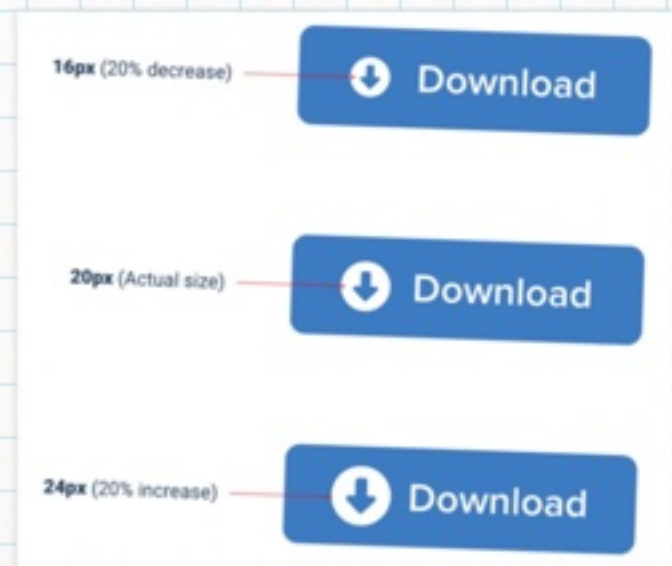 16px (20% decrease)
Download
20px (Actual size)
Download
24px (20% increase)
Download